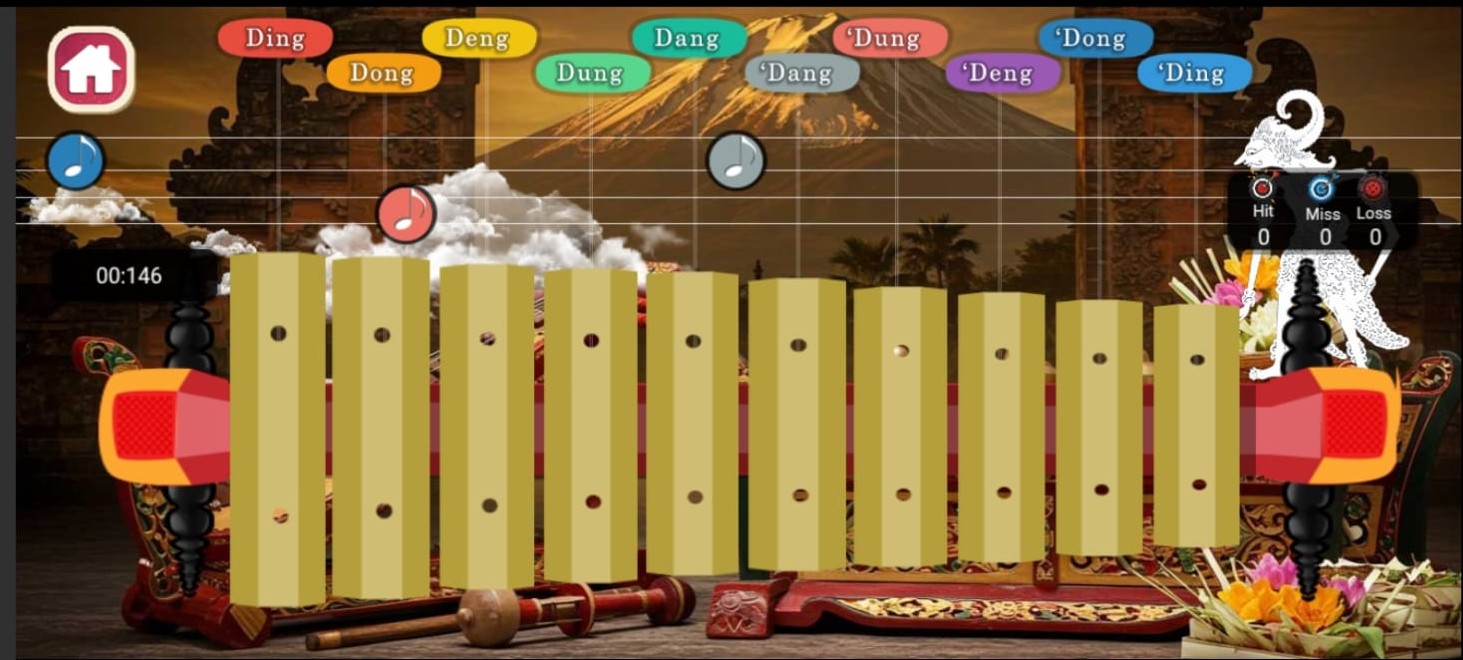 Ding
Deng
Dang
‘Dung
‘Dong
Dong
Dung
‘Dang
‘Deng
‘Ding
Hit
Miss
Loss
0
0
0
00:146